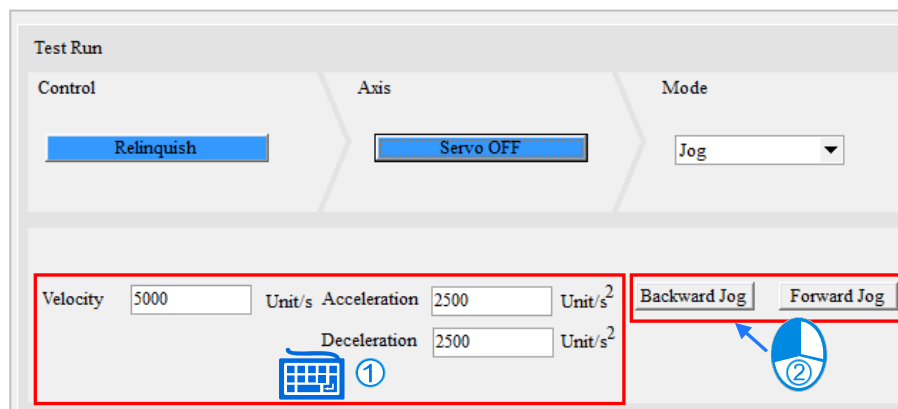 Test Run
Control
Axis
Mode
Relinquish
Servo OFF
Jog
Velocity 5000 Unit/s Acceleration 2500 Unit/s²
Backward Jog Forward Jog
Deceleration 2500 Unit/s²
①
②